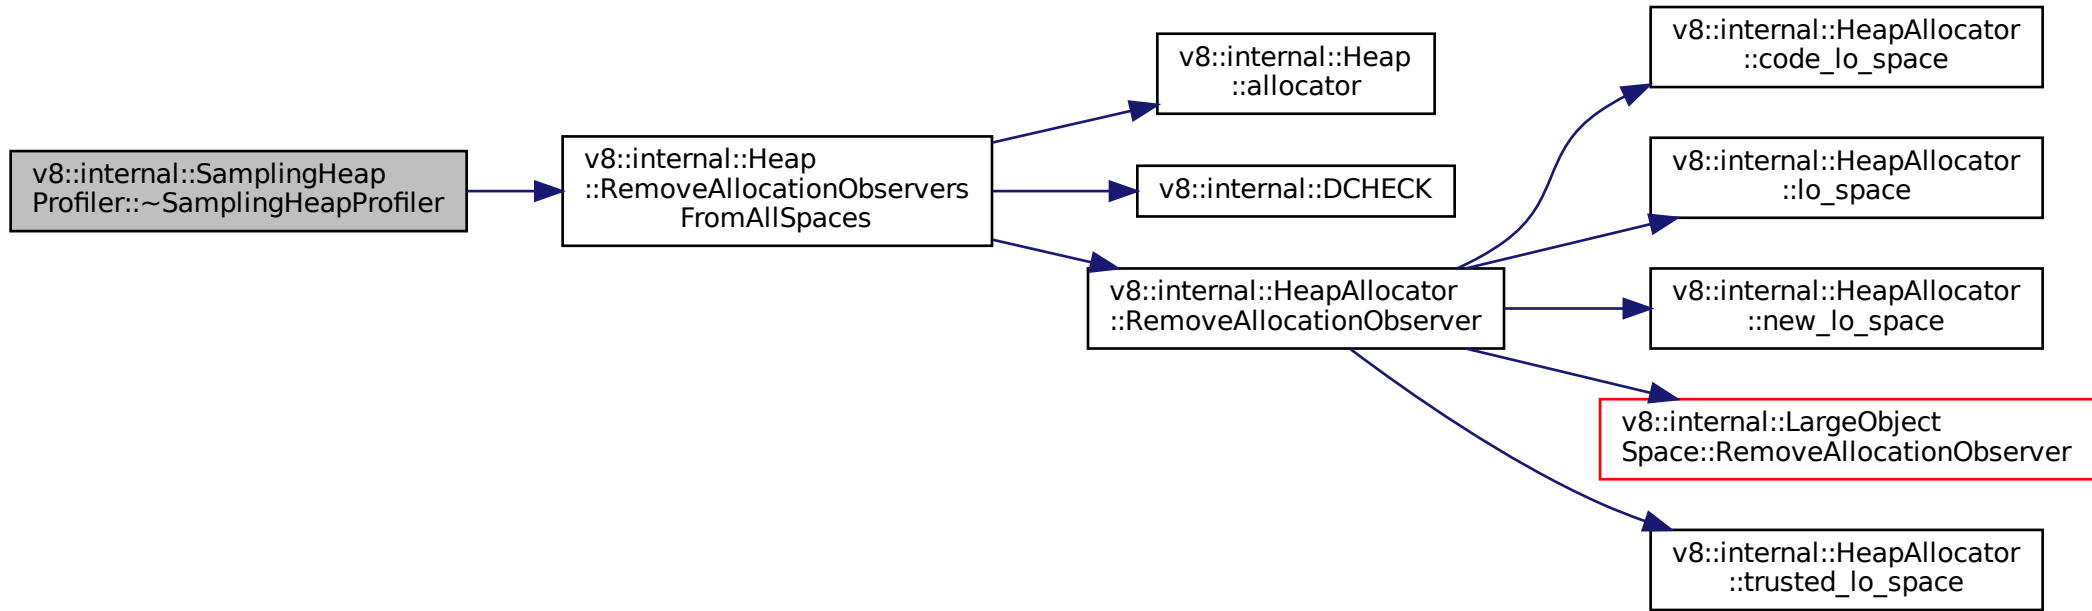 v8::internal::SamplingHeap
Profiler::~SamplingHeapProfiler
v8::internal::Heap
::RemoveAllocationObservers
FromAllSpaces
v8::internal::Heap
::allocator
v8::internal::DCHECK
v8::internal::HeapAllocator
::RemoveAllocationObserver
v8::internal::HeapAllocator
::code_lo_space
v8::internal::HeapAllocator
::lo_space
v8::internal::HeapAllocator
::new_lo_space
v8::internal::LargeObject
Space::RemoveAllocationObserver
v8::internal::HeapAllocator
::trusted_lo_space